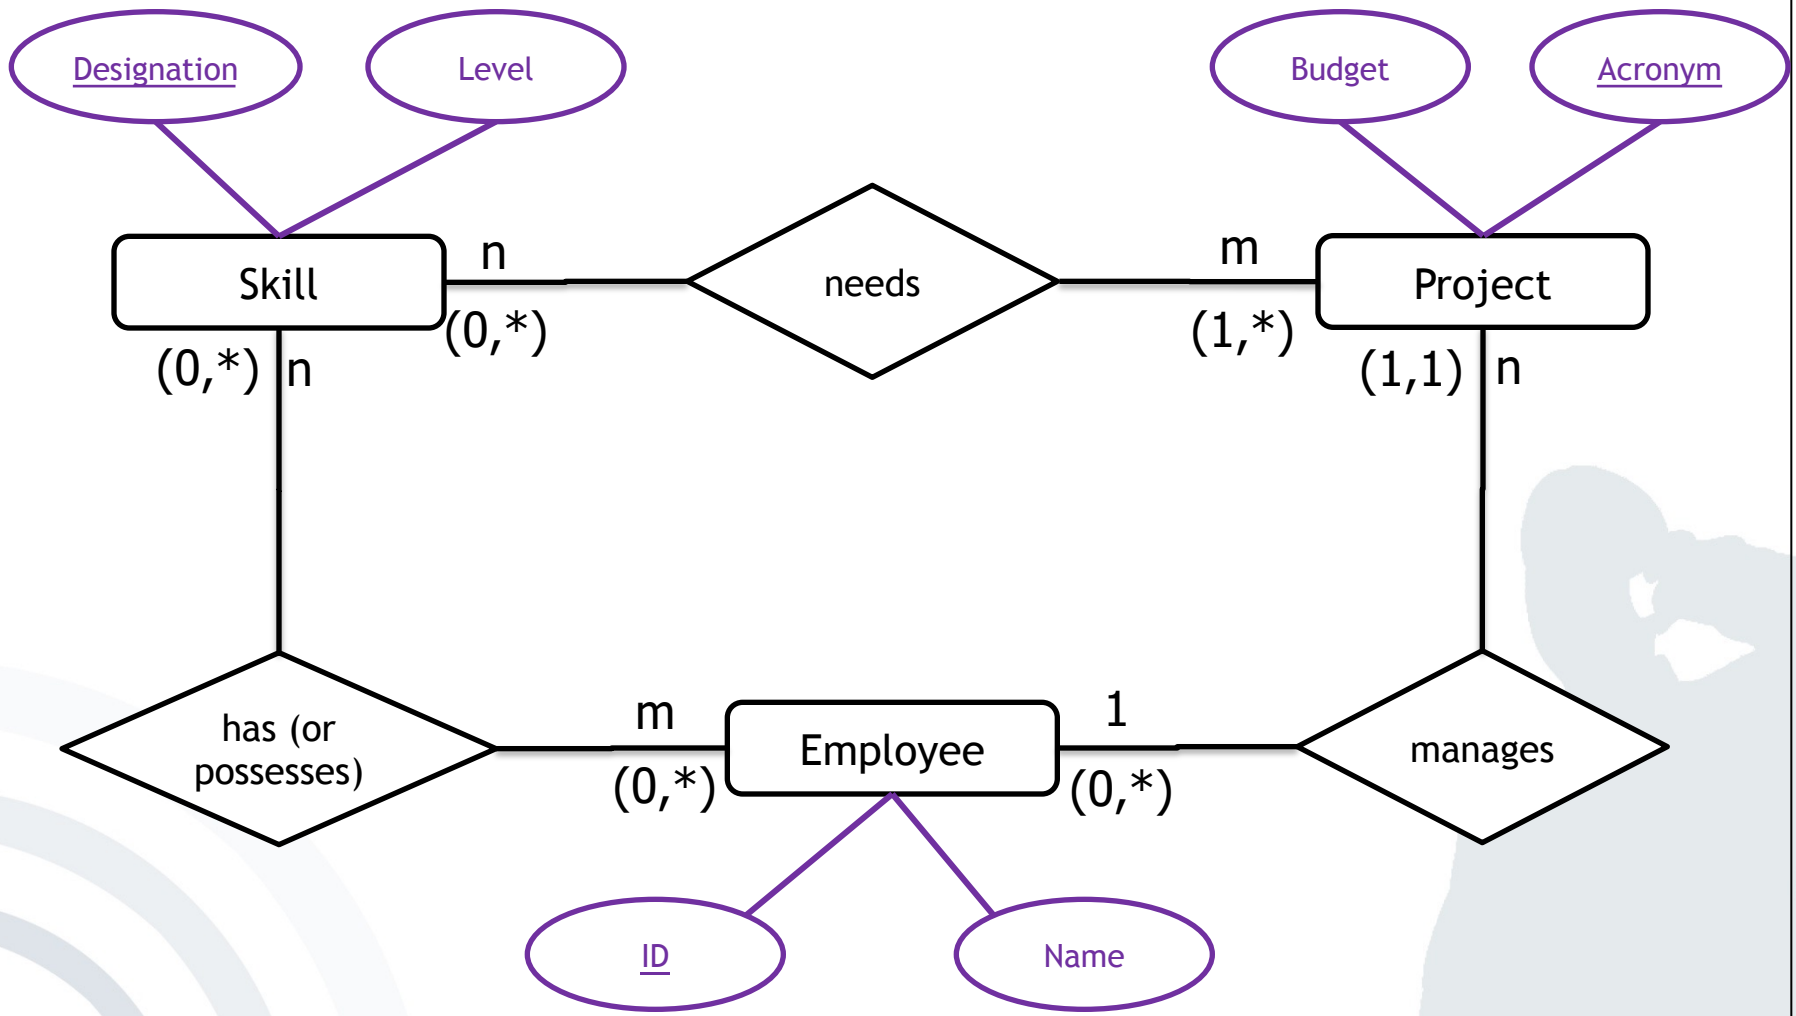 Designation
Level
Budget
Acronym
Skill
n
(0,*)
needs
m
(1,*)
Project
(0,*)
n
(1,1)
n
has (or
possesses)
m
(0,*)
Employee
1
(0,*)
manages
ID
Name